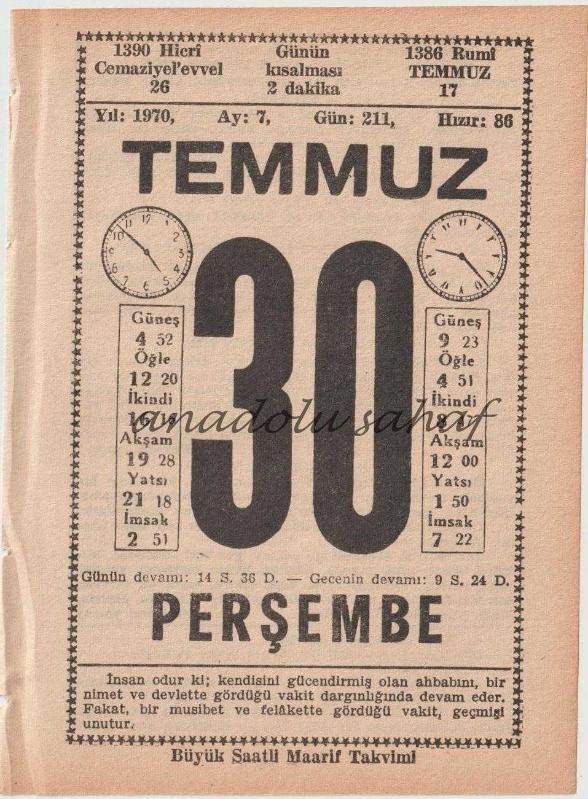 1390 Hicrî
Cemaziyel'evvel
26
Günün
kısalması
2 dakika
1386 Rumî
TEMMUZ
17
Yıl: 1970, Ay: 7, Gün: 211, Hızır: 86
TEMMUZ
30
Güneş
4 52
Öğle
12 20
İkindi
Akşam
19 28
Yatsı
21 18
İmsak
2 51
Güneş
9 23
Öğle
4 51
İkindi
Akşam
12 00
Yatsı
1 50
İmsak
7 22
anadolu sahaf
Günün devamı: 14 S. 36 D. — Gecenin devamı: 9 S. 24 D.
PERŞEMBE
İnsan odur ki; kendisini gücendirmiş olan ahbabını, bir
nimet ve devlette gördüğü vakit dargınlığında devam eder.
Fakat, bir musibet ve felâkette gördüğü vakit, geçmişi
unutur.
Büyük Saatli Maarif Takvimi